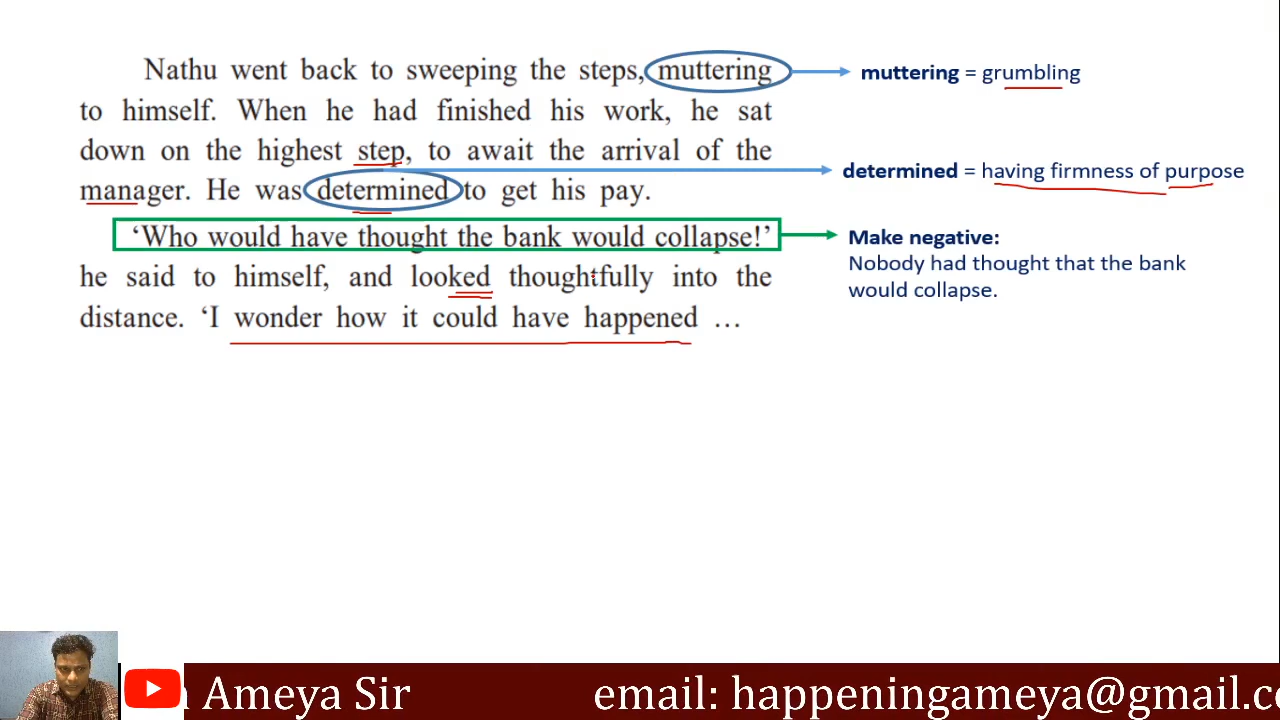 Nathu went back to sweeping the steps, muttering
to himself. When he had finished his work, he sat
down on the highest step, to await the arrival of the
manager. He was determined to get his pay.
‘Who would have thought the bank would collapse!’
he said to himself, and looked thoughtfully into the
distance. ‘I wonder how it could have happened …
muttering = grumbling
determined = having firmness of purpose
Make negative:
Nobody had thought that the bank
would collapse.
Ameya Sir email: happeningameya@gmail.c